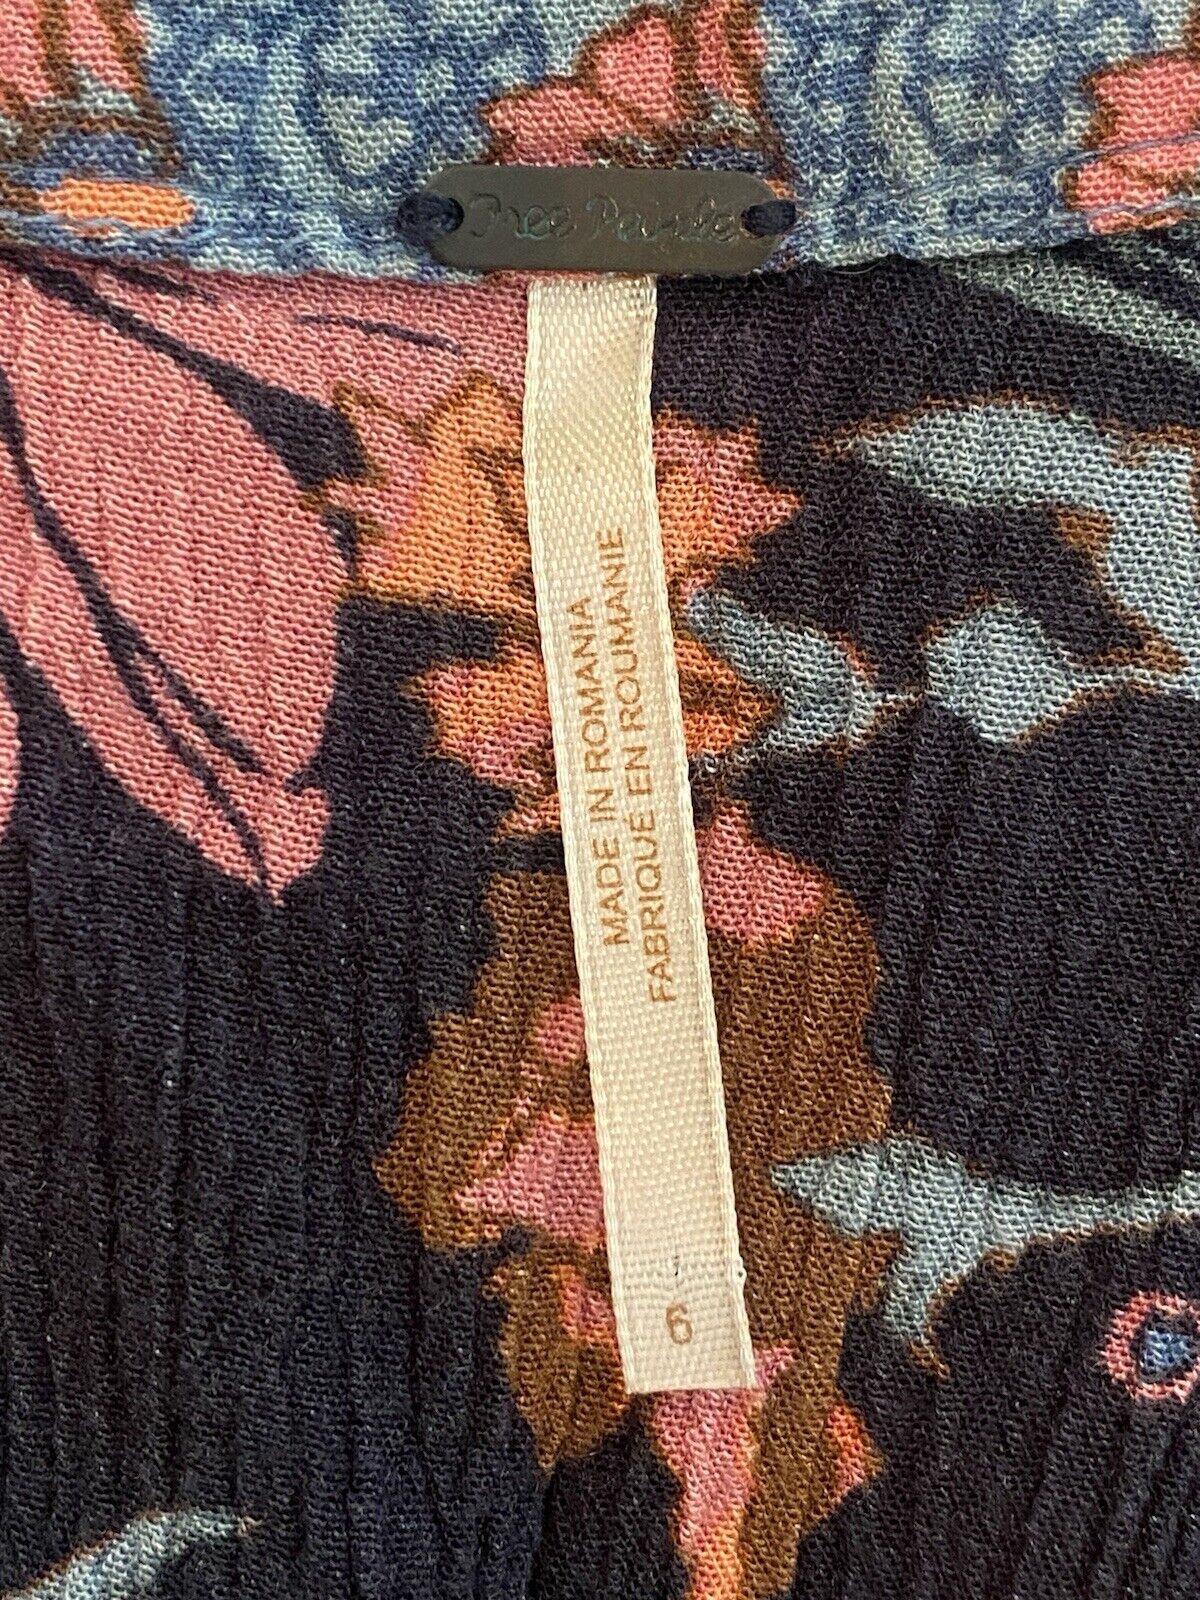 Free People
MADE IN ROMANIA
FABRIQUE EN ROUMANIE
6